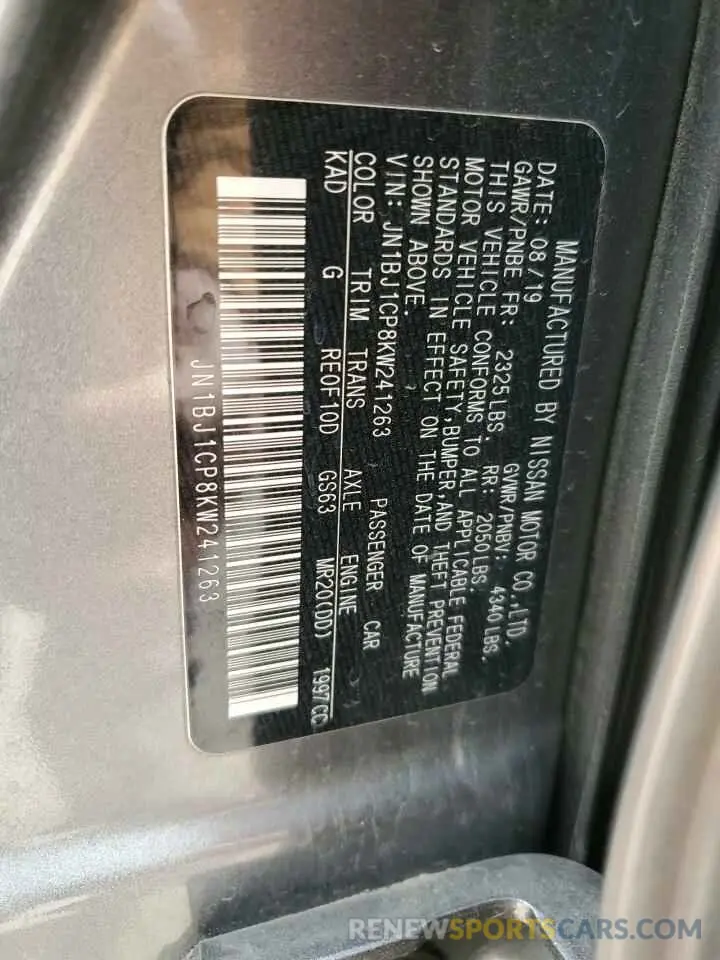 MANUFACTURED BY NISSAN MOTOR CO.,LTD.
DATE: 08/19 GVWR/PNBV: 4340LBS.
GAWR/PNBE FR: 2325LBS. RR: 2050LBS.
THIS VEHICLE CONFORMS TO ALL APPLICABLE FEDERAL
MOTOR VEHICLE SAFETY,BUMPER,AND THEFT PREVENTION
STANDARDS IN EFFECT ON THE DATE OF MANUFACTURE
SHOWN ABOVE.
VIN: JN1BJ1CP8KW241263 PASSENGER CAR
COLOR TRIM TRANS AXLE ENGINE
KAD G RE0F10D GS63 MR20(DD) 1997CC
JN1BJ1CP8KW241263
RENEWSPORTSCARS.COM